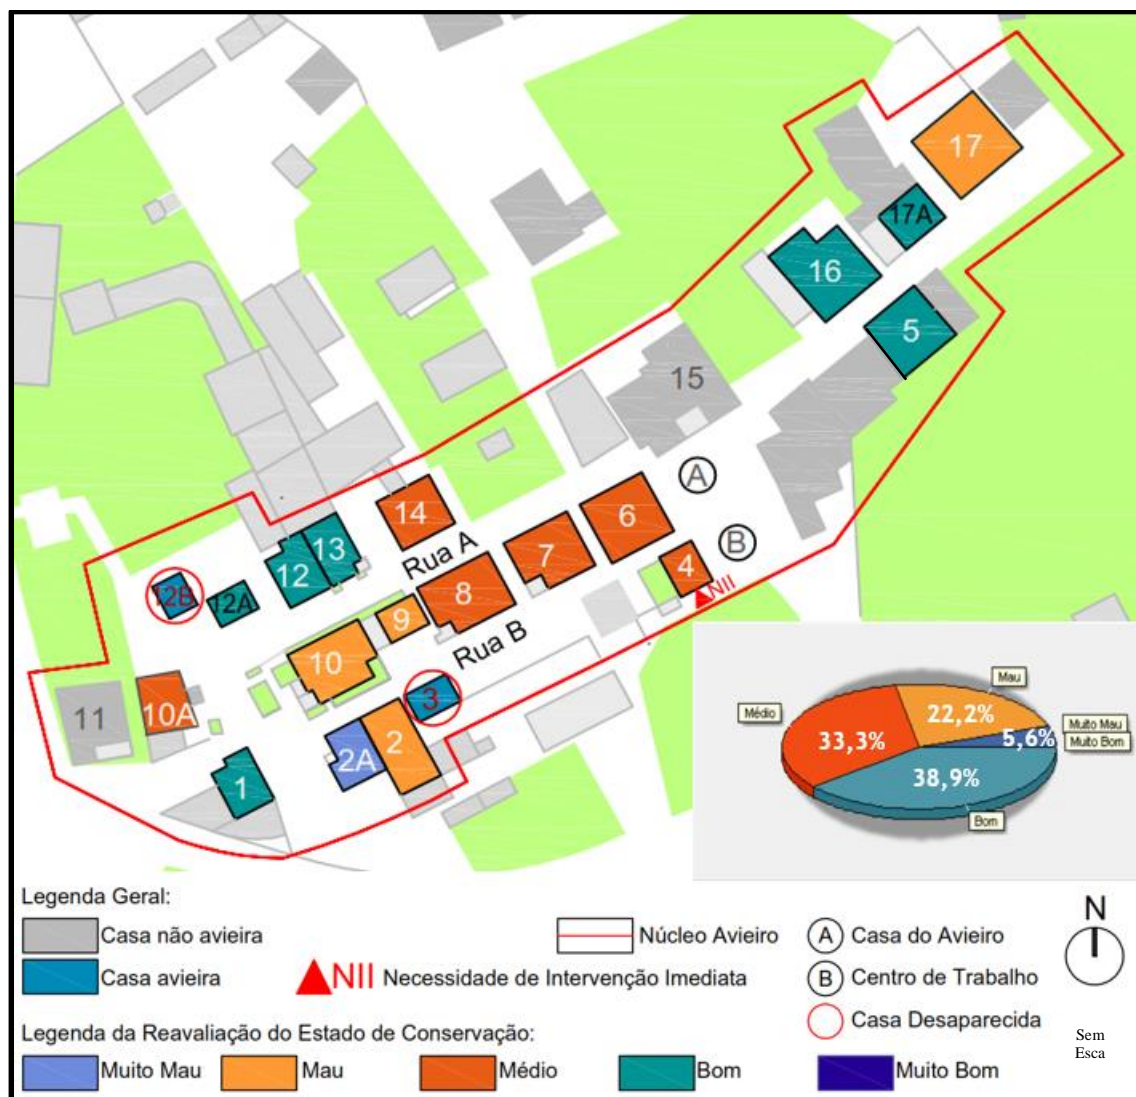 17
17A
16
5
15
A
6
14
Rua A
7
B
13
4
NII
12
8
12B
12A
9
Rua B
10
3
11
10A
2
2A
1
Mau
Médio
22,2%
Muito Mau
33,3%
5,6%
Muito Bom
38,9%
Bom
Legenda Geral:
Casa não avieira
Núcleo Avieiro
A Casa do Avieiro
N
Casa avieira
NII Necessidade de Intervenção Imediata
B Centro de Trabalho
Casa Desaparecida
Legenda da Reavaliação do Estado de Conservação:
Sem
Esca
Muito Mau
Mau
Médio
Bom
Muito Bom